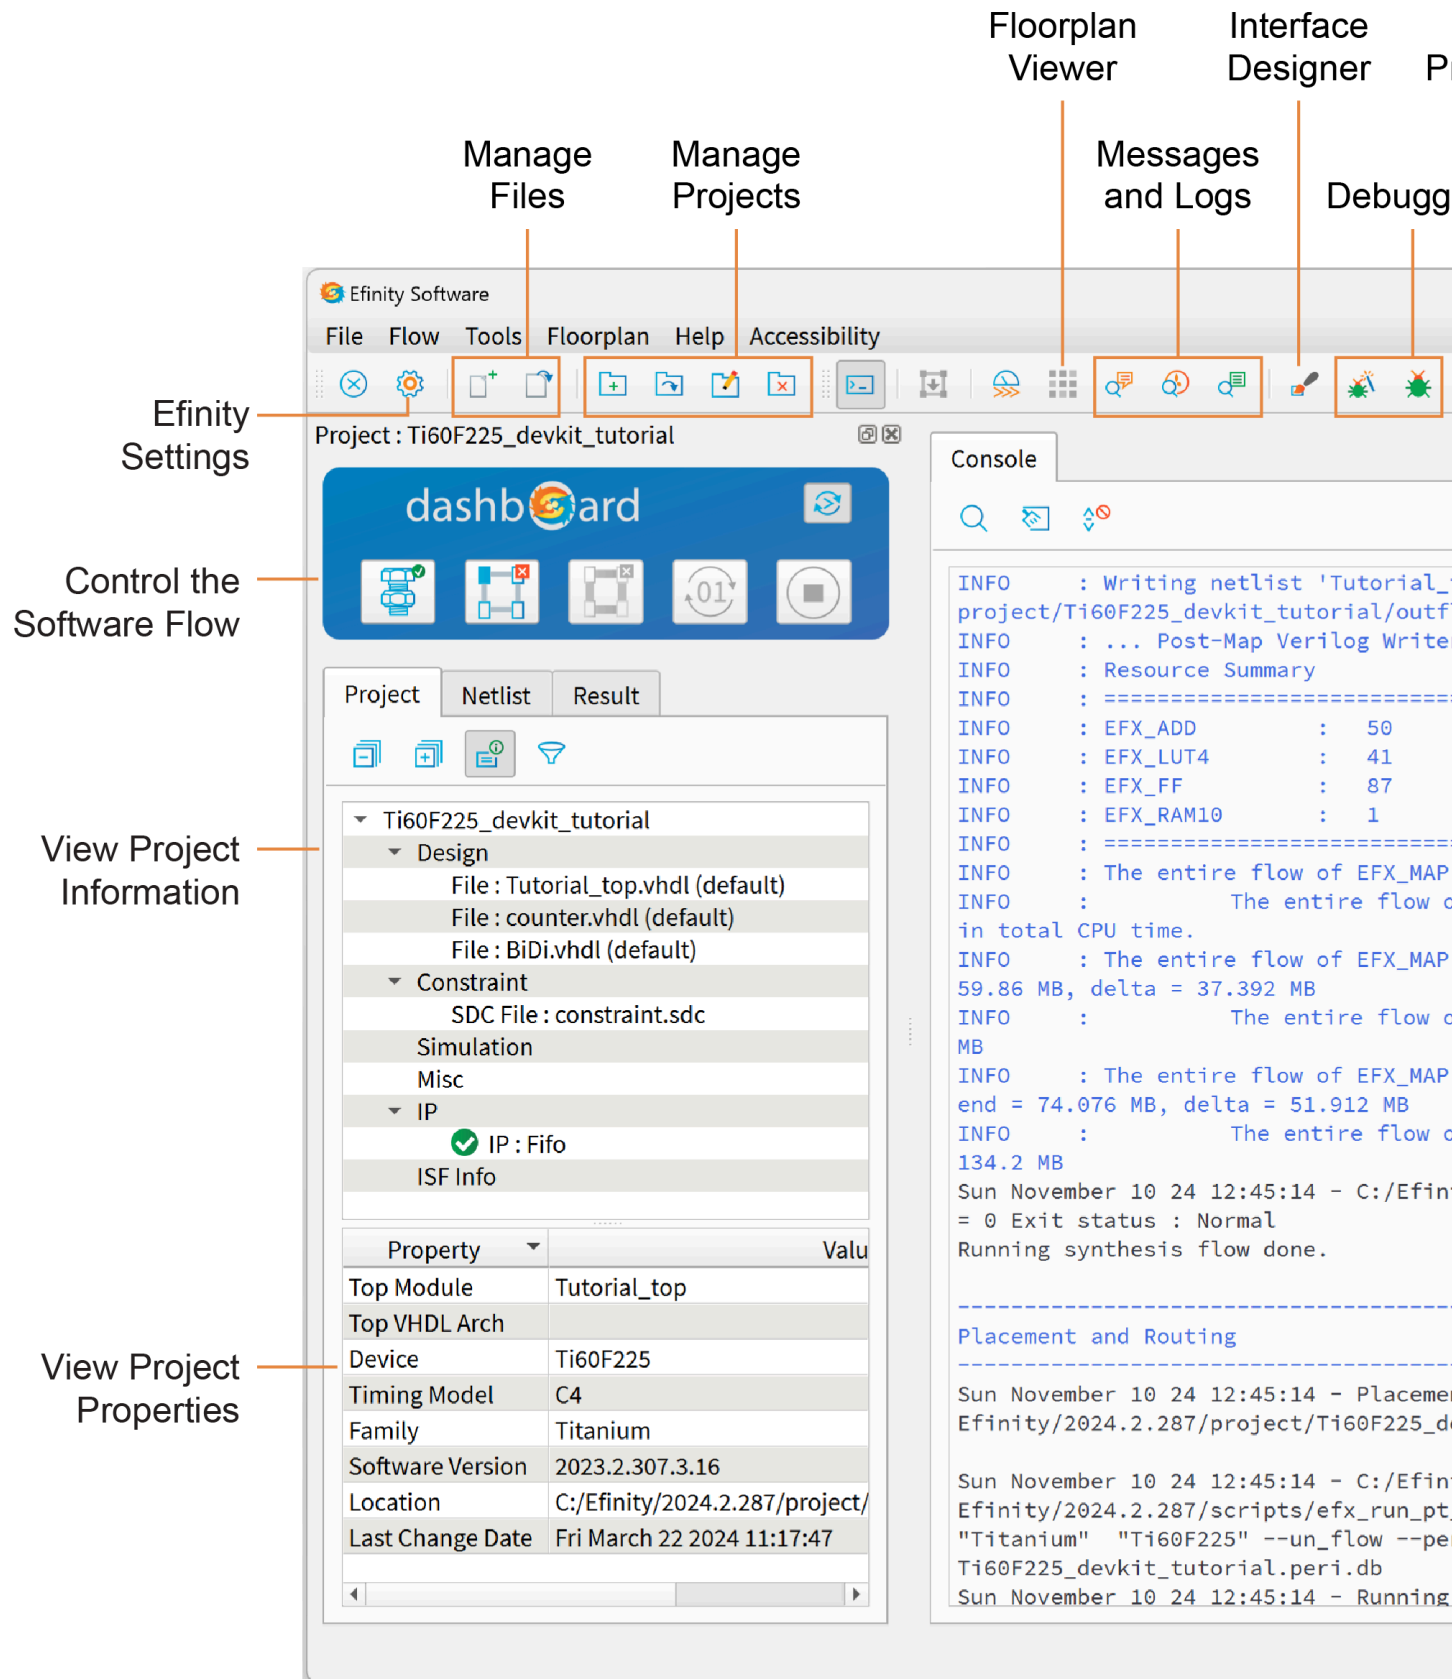 Floorplan
Viewer
Interface
Designer
Manage
Files
Manage
Projects
Messages
and Logs
Debugg
Efinity Software
File Flow Tools Floorplan Help Accessibility
Efinity
Settings
Project : Ti60F225_devkit_tutorial
dashboard
01
Control the
Software Flow
Project Netlist Result
View Project
Information
Ti60F225_devkit_tutorial
Design
File : Tutorial_top.vhdl (default)
File : counter.vhdl (default)
File : BiDi.vhdl (default)
Constraint
SDC File : constraint.sdc
Simulation
Misc
IP
IP : Fifo
ISF Info
View Project
Properties
Property Valu
Top Module Tutorial_top
Top VHDL Arch
Device Ti60F225
Timing Model C4
Family Titanium
Software Version 2023.2.307.3.16
Location C:/Efinity/2024.2.287/project/
Last Change Date Fri March 22 2024 11:17:47
Console
INFO : Writing netlist 'Tutorial_
project/Ti60F225_devkit_tutorial/outf
INFO : ... Post-Map Verilog Write
INFO : Resource Summary
INFO : ==========================
INFO : EFX_ADD : 50
INFO : EFX_LUT4 : 41
INFO : EFX_FF : 87
INFO : EFX_RAM10 : 1
INFO : ==========================
INFO : The entire flow of EFX_MAP
INFO : The entire flow o
in total CPU time.
INFO : The entire flow of EFX_MAP
59.86 MB, delta = 37.392 MB
INFO : The entire flow o
MB
INFO : The entire flow of EFX_MAP
end = 74.076 MB, delta = 51.912 MB
INFO : The entire flow o
134.2 MB
Sun November 10 24 12:45:14 - C:/Efin
= 0 Exit status : Normal
Running synthesis flow done.
-------------------------------------
Placement and Routing
-------------------------------------
Sun November 10 24 12:45:14 - Placeme
Efinity/2024.2.287/project/Ti60F225_d
Sun November 10 24 12:45:14 - C:/Efin
Efinity/2024.2.287/scripts/efx_run_pt
"Titanium" "Ti60F225" --un_flow --pe
Ti60F225_devkit_tutorial.peri.db
Sun November 10 24 12:45:14 - Running